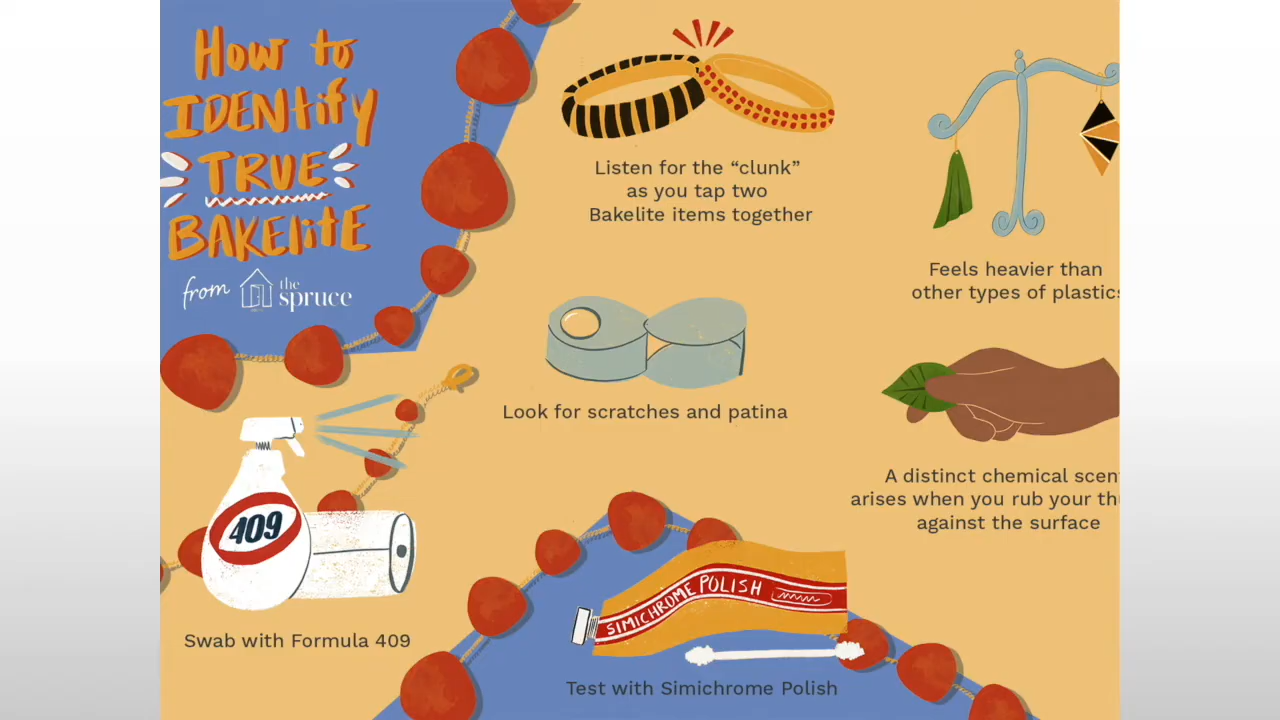 How to
IDENtify
TRUE
BAKElitE
from the spruce
Listen for the “clunk”
as you tap two
Bakelite items together
Feels heavier than
other types of plastics
Look for scratches and patina
A distinct chemical scen
arises when you rub your th
against the surface
409
Swab with Formula 409
SIMICHROME POLISH
Test with Simichrome Polish